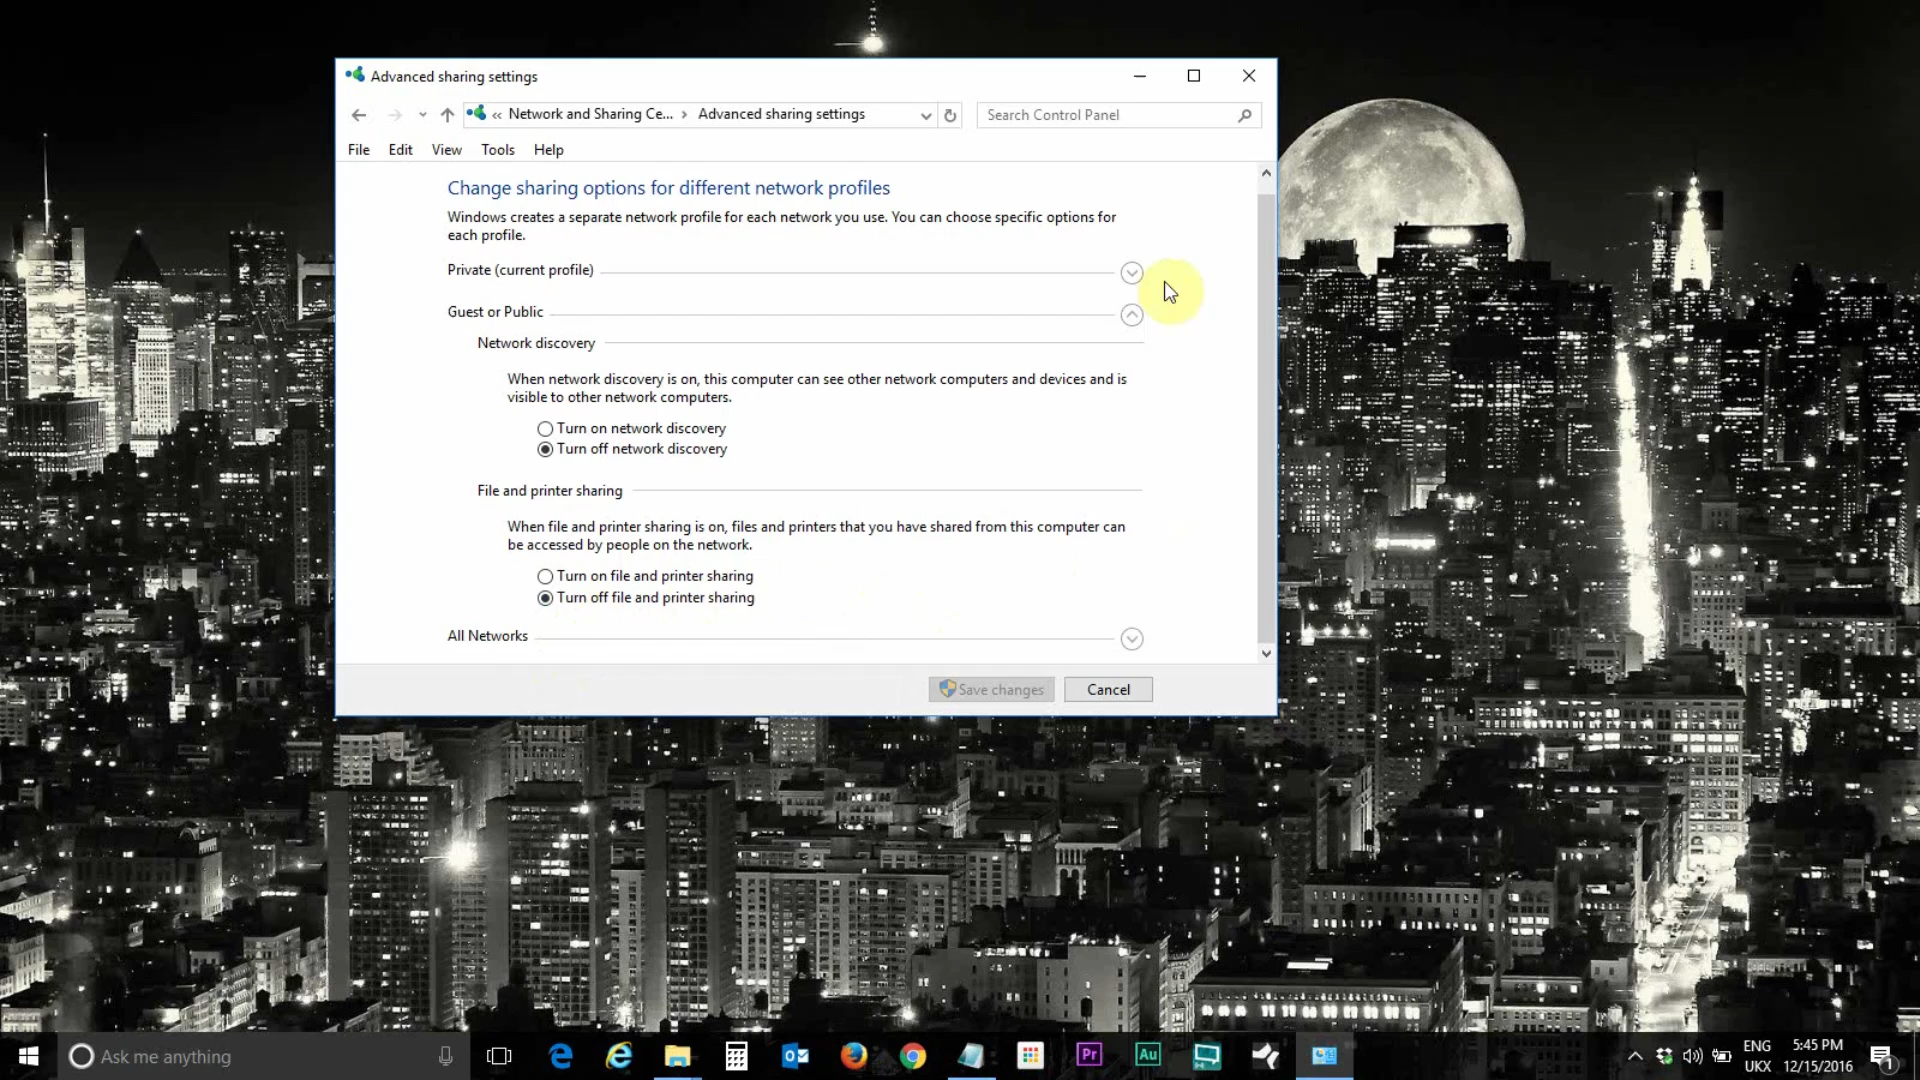 Advanced sharing settings
« Network and Sharing Ce... › Advanced sharing settings
Search Control Panel
File Edit View Tools Help
Change sharing options for different network profiles
Windows creates a separate network profile for each network you use. You can choose specific options for
each profile.
Private (current profile)
Guest or Public
Network discovery
When network discovery is on, this computer can see other network computers and devices and is
visible to other network computers.
Turn on network discovery
Turn off network discovery
File and printer sharing
When file and printer sharing is on, files and printers that you have shared from this computer can
be accessed by people on the network.
Turn on file and printer sharing
Turn off file and printer sharing
All Networks
Save changes
Cancel
Ask me anything
Pr
Au
ENG
UKX
5:45 PM
12/15/2016
1